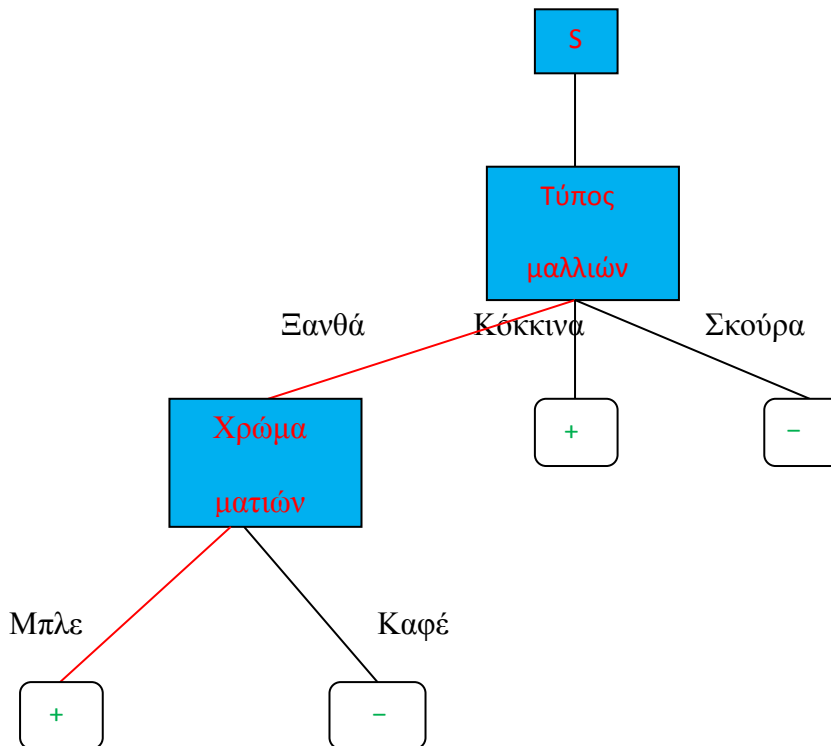 S
Τύπος
μαλλιών
Ξανθά Κόκκινα Σκούρα
Χρώμα
ματιών
+ −
Μπλε Καφέ
+ −